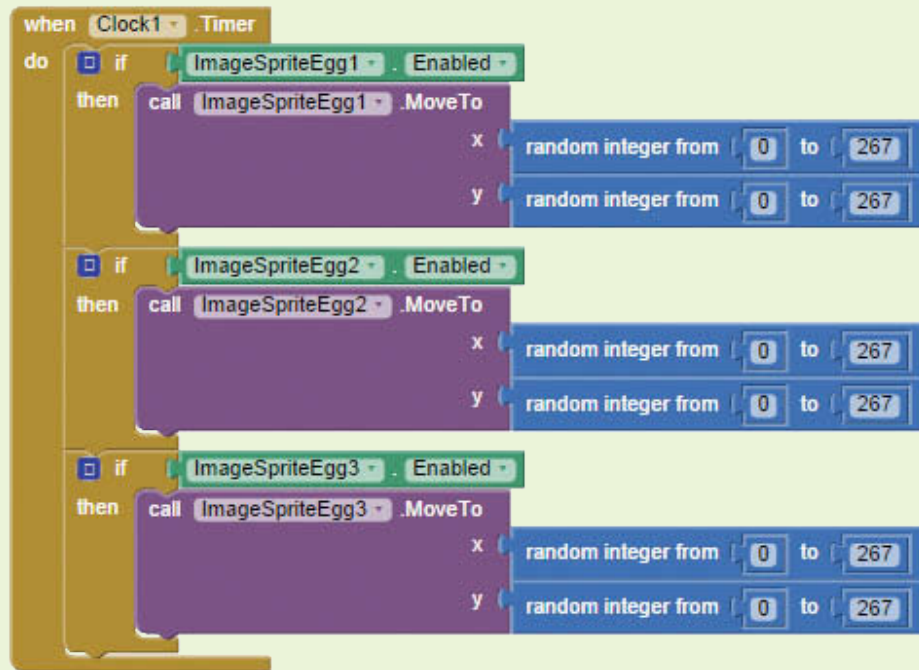 when Clock1 .Timer
do if ImageSpriteEgg1 . Enabled
then call ImageSpriteEgg1 .MoveTo
x random integer from 0 to 267
y random integer from 0 to 267
if ImageSpriteEgg2 . Enabled
then call ImageSpriteEgg2 .MoveTo
x random integer from 0 to 267
y random integer from 0 to 267
if ImageSpriteEgg3 . Enabled
then call ImageSpriteEgg3 .MoveTo
x random integer from 0 to 267
y random integer from 0 to 267